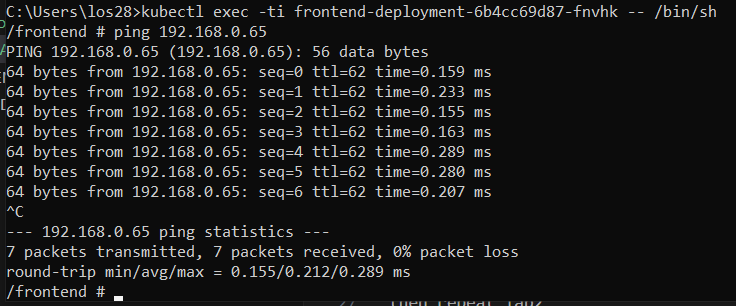 C:\Users\los28>kubectl exec -ti frontend-deployment-6b4cc69d87-fnvhk -- /bin/sh
/frontend # ping 192.168.0.65
PING 192.168.0.65 (192.168.0.65): 56 data bytes
64 bytes from 192.168.0.65: seq=0 ttl=62 time=0.159 ms
64 bytes from 192.168.0.65: seq=1 ttl=62 time=0.233 ms
64 bytes from 192.168.0.65: seq=2 ttl=62 time=0.155 ms
64 bytes from 192.168.0.65: seq=3 ttl=62 time=0.163 ms
64 bytes from 192.168.0.65: seq=4 ttl=62 time=0.289 ms
64 bytes from 192.168.0.65: seq=5 ttl=62 time=0.280 ms
64 bytes from 192.168.0.65: seq=6 ttl=62 time=0.207 ms
^C
--- 192.168.0.65 ping statistics ---
7 packets transmitted, 7 packets received, 0% packet loss
round-trip min/avg/max = 0.155/0.212/0.289 ms
/frontend #